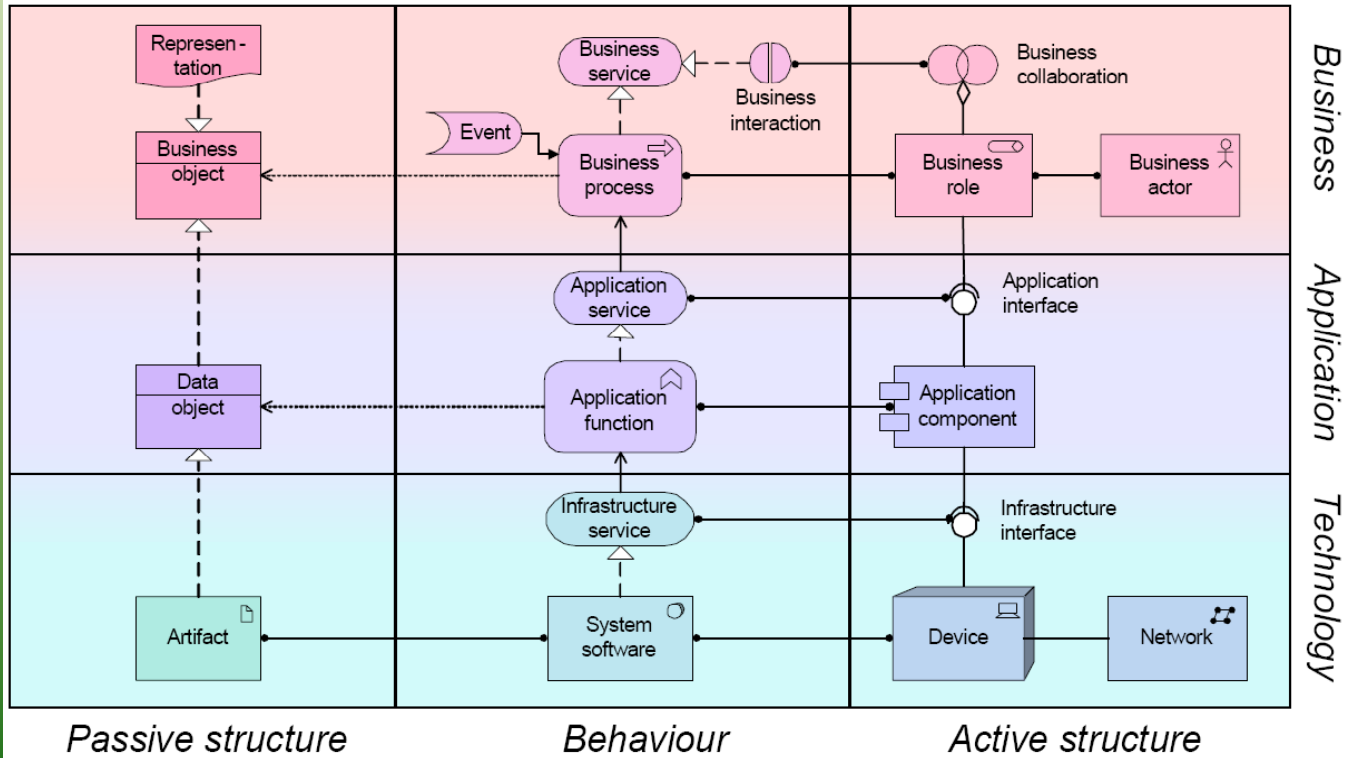 Represen -
tation
Business
service
Business
collaboration
Business
interaction
Event
Business
object
Business
process
Business
role
Business
actor
Business
Application
service
Application
interface
Data
object
Application
function
Application
component
Application
Infrastructure
service
Infrastructure
interface
Artifact
System
software
Device
Network
Technology
Passive structure
Behaviour
Active structure